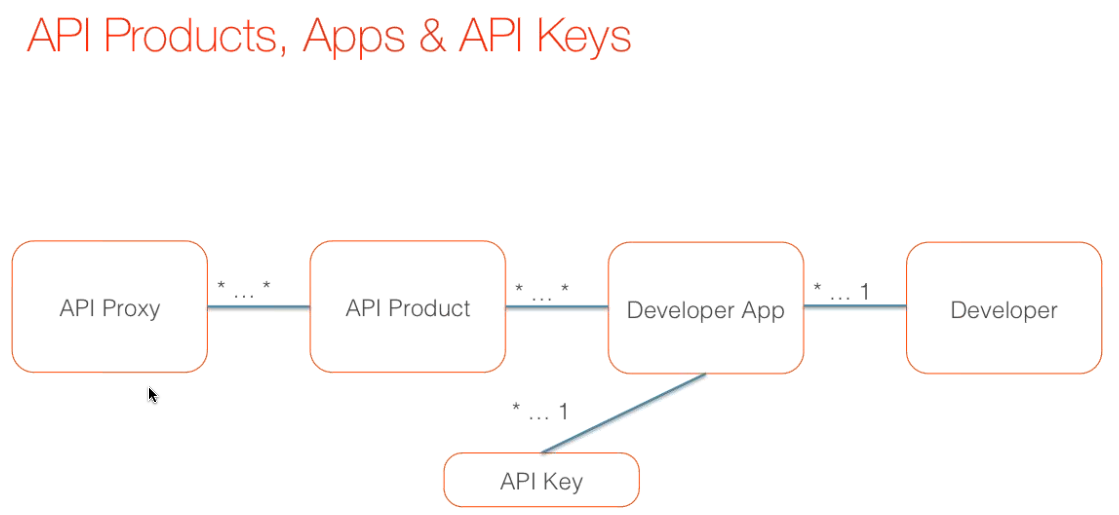 API Products, Apps & API Keys
* ... *
* ... *
* ... 1
API Proxy
API Product
Developer App
Developer
* ... 1
API Key